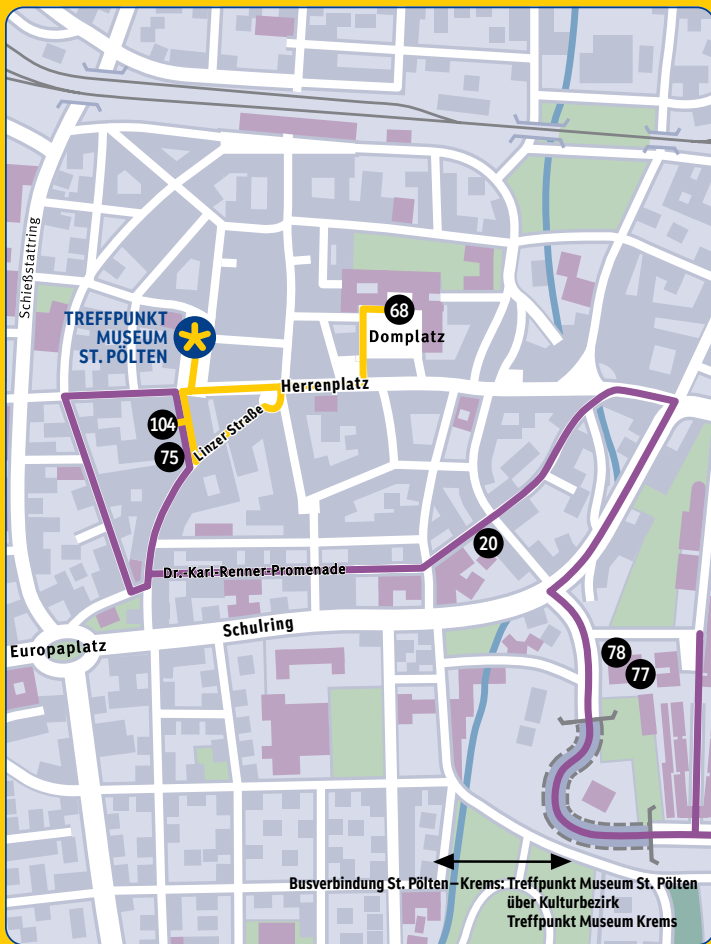 Schießstattring
TREFFPUNKT
MUSEUM
ST. PÖLTEN
68
Domplatz
Herrenplatz
104
Linzer Straße
75
20
Dr.-Karl-Renner-Promenade
Schulring
Europaplatz
78
77
Busverbindung St. Pölten–Krems: Treffpunkt Museum St. Pölten
über Kulturbezirk
Treffpunkt Museum Krems